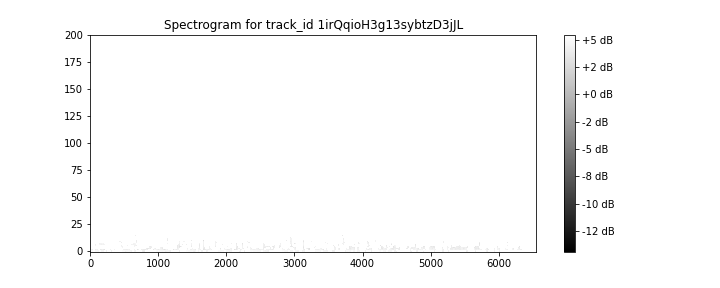 Spectrogram for track_id 1irQqioH3g13sybtzD3jJL
200
175
150
125
100
75
50
25
0
0 1000 2000 3000 4000 5000 6000
+5 dB
+2 dB
+0 dB
-2 dB
-5 dB
-8 dB
-10 dB
-12 dB